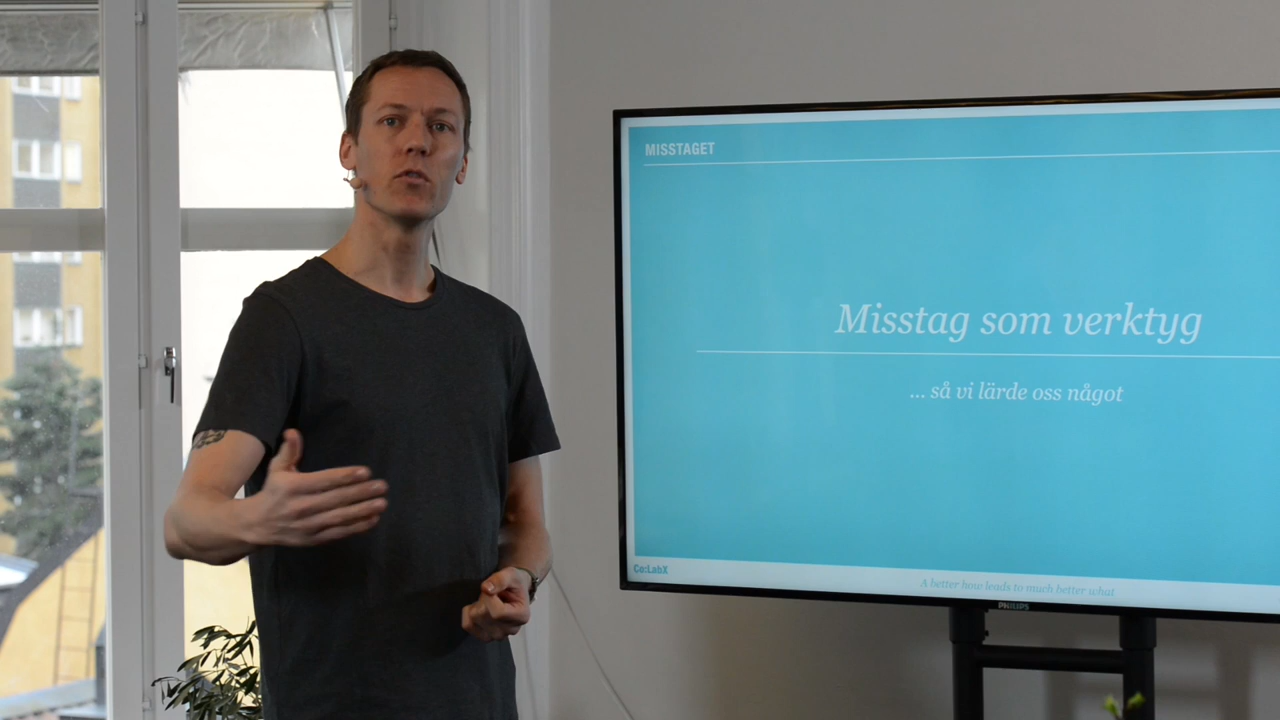 MISSTAGET
Misstag som verktyg
... så vi lärde oss något
Co:LabX
A better how leads to much better what
PHILIPS